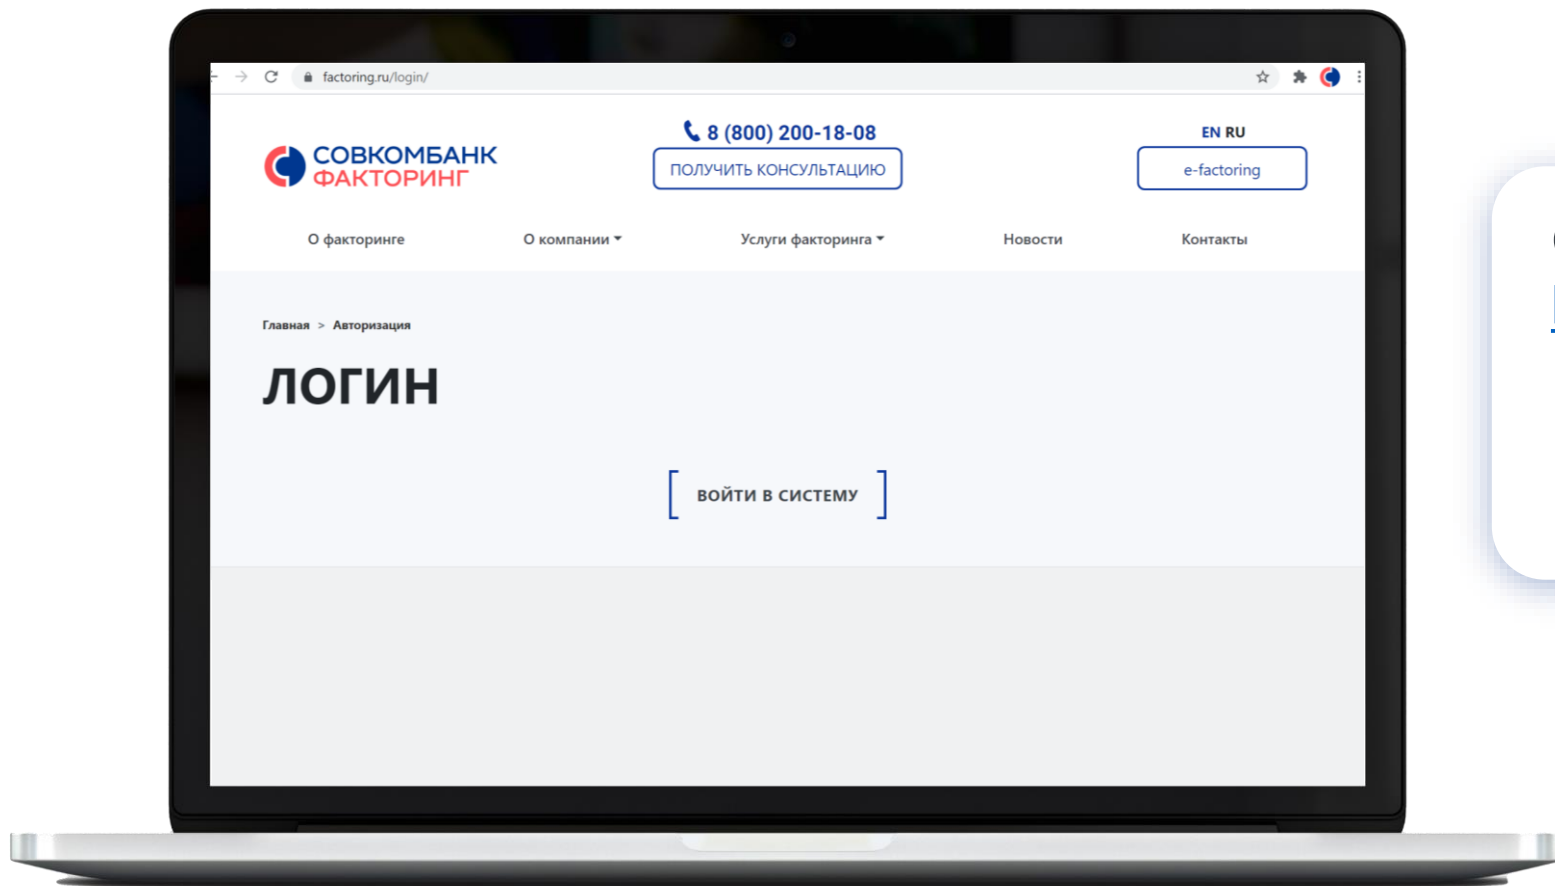 factoring.ru/login/
СОВКОМБАНК
ФАКТОРИНГ
8 (800) 200-18-08
ПОЛУЧИТЬ КОНСУЛЬТАЦИЮ
EN RU
e-factoring
О факторинге
О компании
Услуги факторинга
Новости
Контакты
Главная > Авторизация
ЛОГИН
ВОЙТИ В СИСТЕМУ